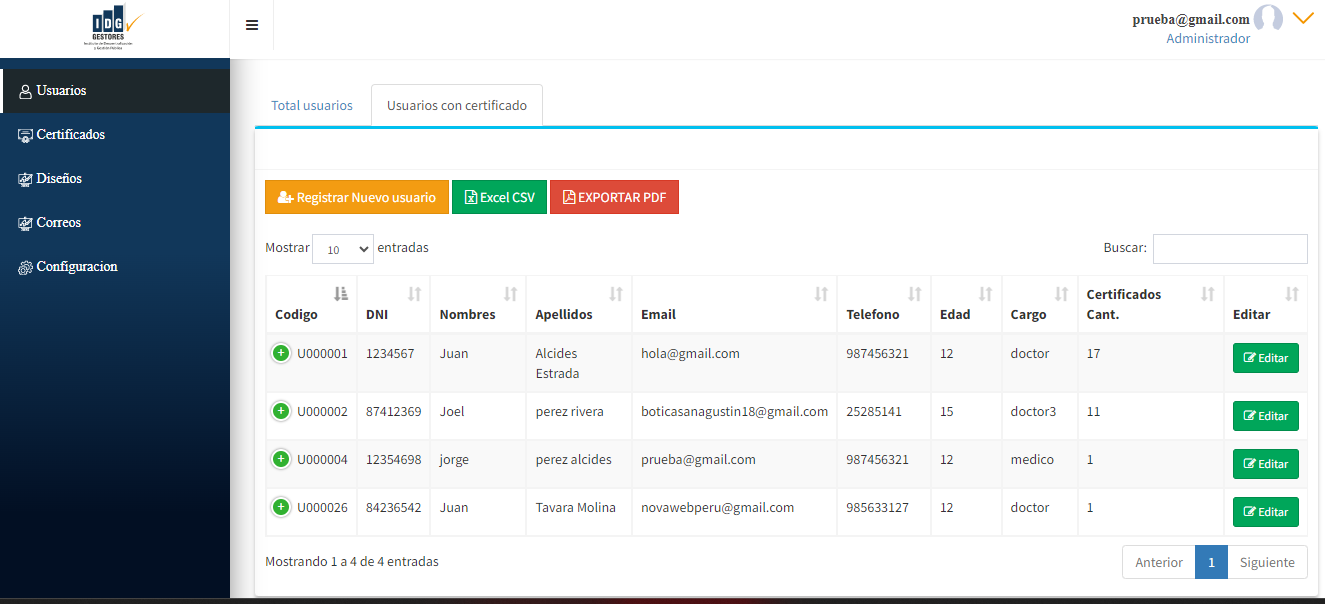 IDG
GESTORES
prueba@gmail.com
Administrador
Usuarios
Certificados
Diseños
Correos
Configuracion
Total usuarios
Usuarios con certificado
Registrar Nuevo usuario
Excel CSV
EXPORTAR PDF
Mostrar 10 entradas
Buscar:
Codigo DNI Nombres Apellidos Email Telefono Edad Cargo Certificados Cant. Editar
U000001 1234567 Juan Alcides Estrada hola@gmail.com 987456321 12 doctor 17 Editar
U000002 87412369 Joel perez rivera boticasanagustin18@gmail.com 25285141 15 doctor3 11 Editar
U000004 12354698 jorge perez alcides prueba@gmail.com 987456321 12 medico 1 Editar
U000026 84236542 Juan Tavara Molina novawebperu@gmail.com 985633127 12 doctor 1 Editar
Mostrando 1 a 4 de 4 entradas
Anterior 1 Siguiente